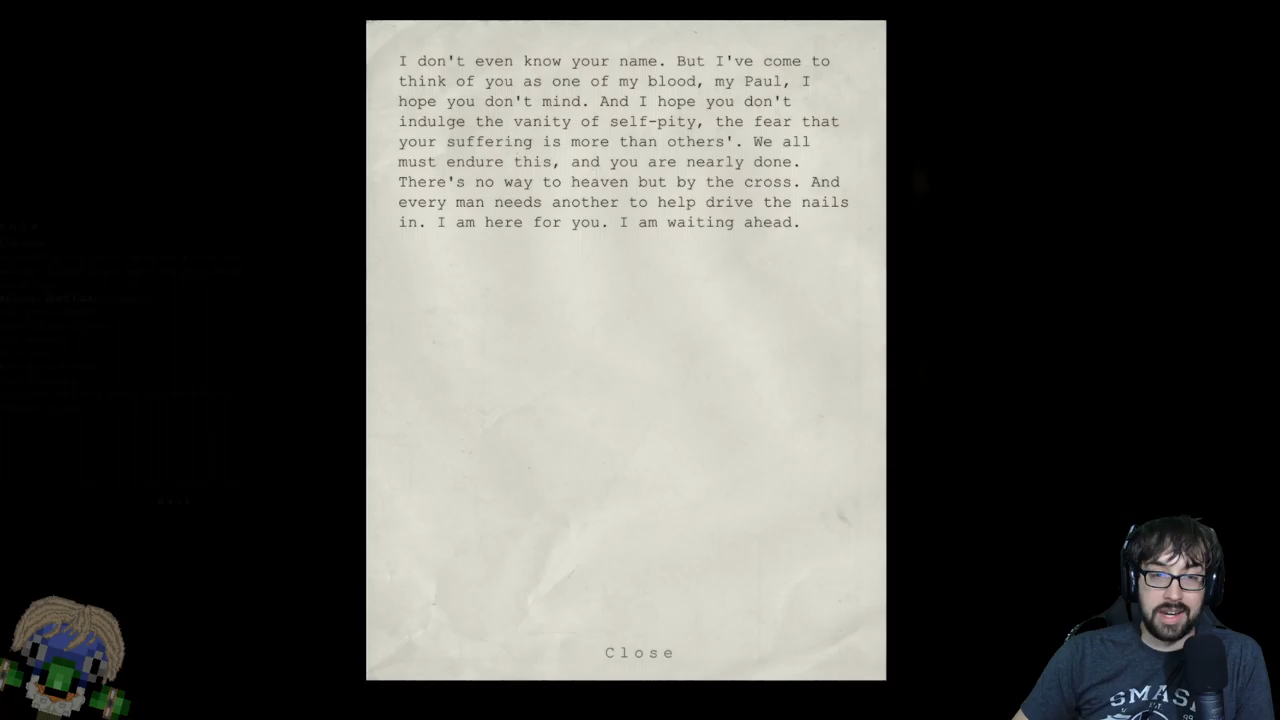 I don't even know your name. But I've come to
think of you as one of my blood, my Paul, I
hope you don't mind. And I hope you don't
indulge the vanity of self-pity, the fear that
your suffering is more than others'. We all
must endure this, and you are nearly done.
There's no way to heaven but by the cross. And
every man needs another to help drive the nails
in. I am here for you. I am waiting ahead.
Close
SMAS